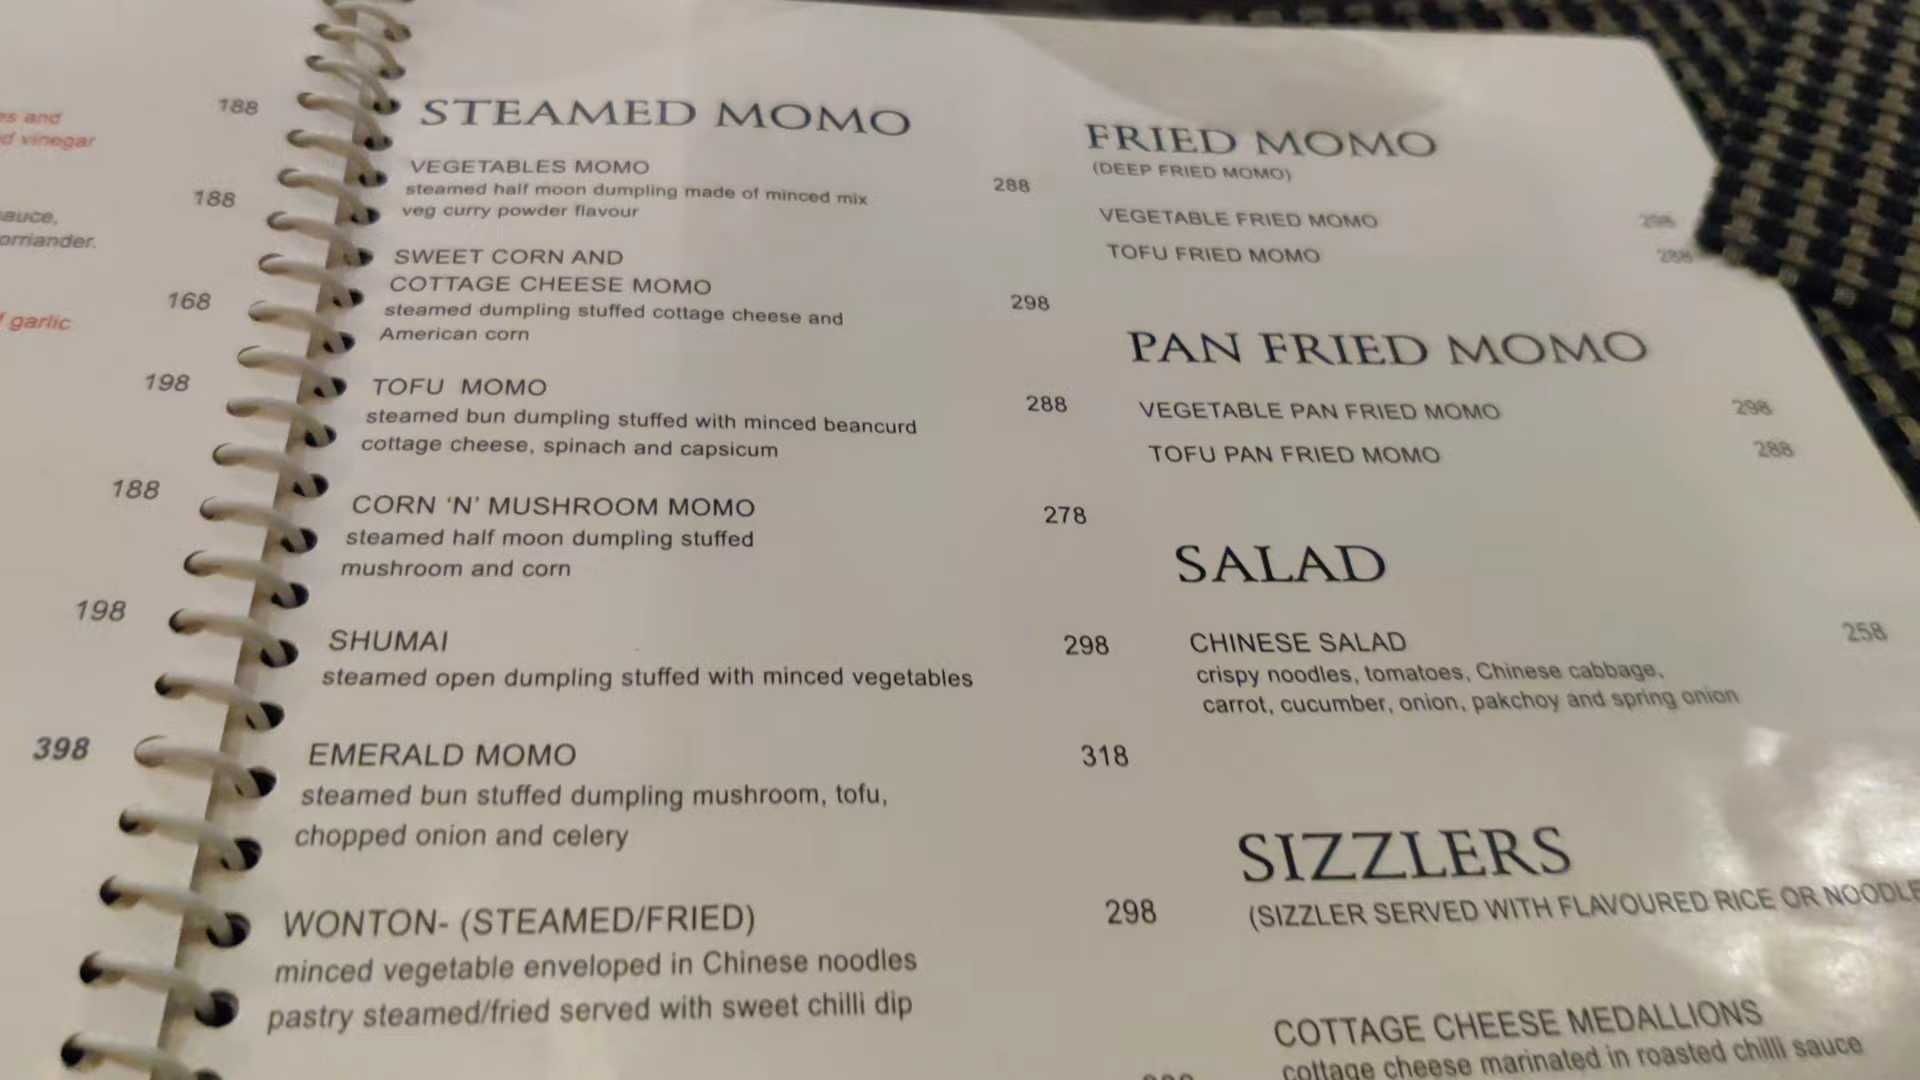 es and
d vinegar
188
188
auce,
orriander.
168
f garlic
198
188
198
398
STEAMED MOMO
VEGETABLES MOMO
steamed half moon dumpling made of minced mix 288
veg curry powder flavour
SWEET CORN AND
COTTAGE CHEESE MOMO
steamed dumpling stuffed cottage cheese and 298
American corn
TOFU MOMO
steamed bun dumpling stuffed with minced beancurd 288
cottage cheese, spinach and capsicum
CORN 'N' MUSHROOM MOMO 278
steamed half moon dumpling stuffed
mushroom and corn
SHUMAI 298
steamed open dumpling stuffed with minced vegetables
EMERALD MOMO 318
steamed bun stuffed dumpling mushroom, tofu,
chopped onion and celery
WONTON- (STEAMED/FRIED) 298
minced vegetable enveloped in Chinese noodles
pastry steamed/fried served with sweet chilli dip
FRIED MOMO
(DEEP FRIED MOMO)
VEGETABLE FRIED MOMO 298
TOFU FRIED MOMO 288
PAN FRIED MOMO
VEGETABLE PAN FRIED MOMO 298
TOFU PAN FRIED MOMO 288
SALAD
CHINESE SALAD 258
crispy noodles, tomatoes, Chinese cabbage,
carrot, cucumber, onion, pakchoy and spring onion
SIZZLERS
(SIZZLER SERVED WITH FLAVOURED RICE OR NOODLE
COTTAGE CHEESE MEDALLIONS
cottage cheese marinated in roasted chilli sauce